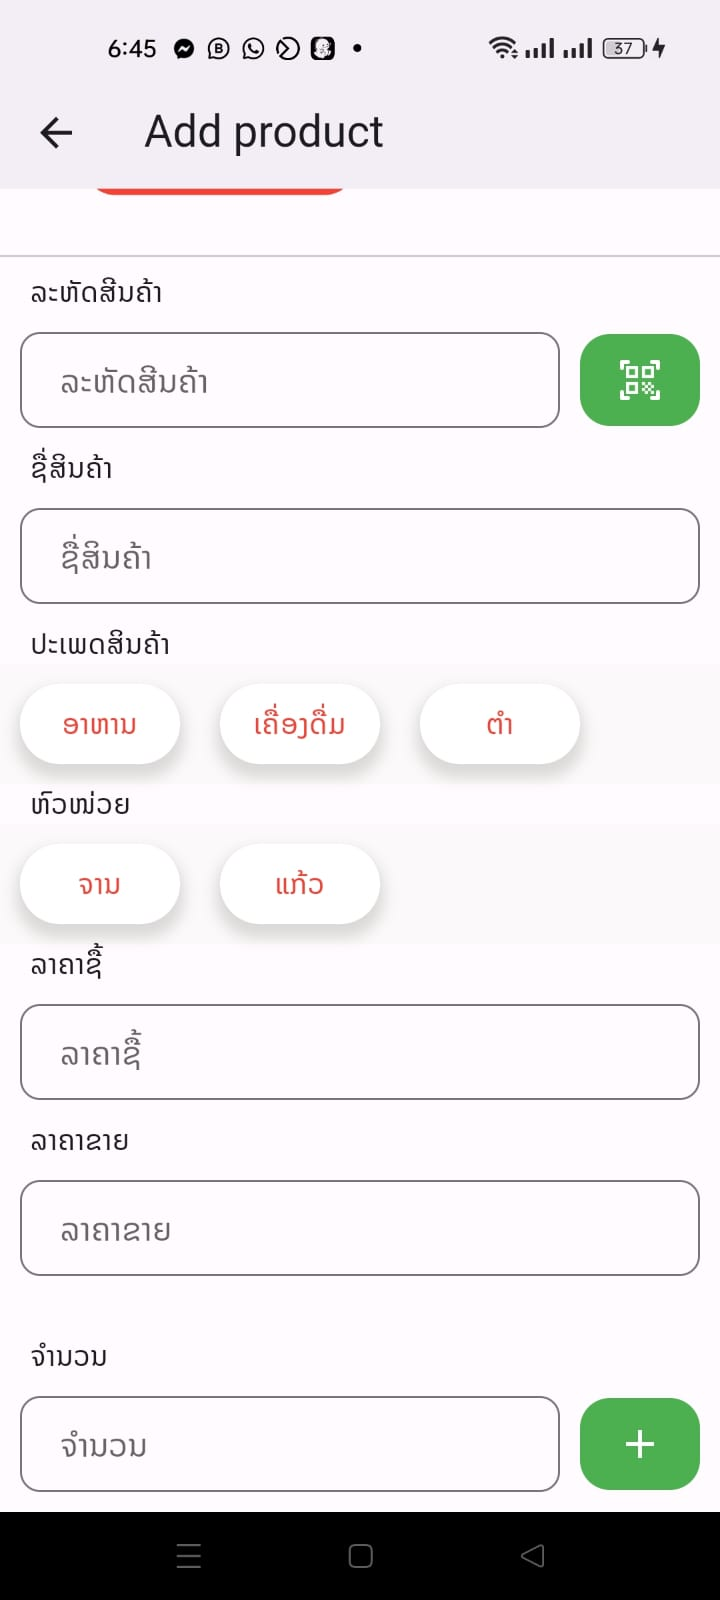 6:45
37
Add product
ລະຫັດສີນຄ້າ
ລະຫັດສີນຄ້າ
ຊື່ສິນຄ້າ
ຊື່ສິນຄ້າ
ປະເພດສິນຄ້າ
ອາຫານ ເຄື່ອງດື່ມ ຕຳ
ຫົວໜ່ວຍ
ຈານ ແກ້ວ
ລາຄາຊື້
ລາຄາຊື້
ລາຄາຂາຍ
ລາຄາຂາຍ
ຈຳນວນ
ຈຳນວນ